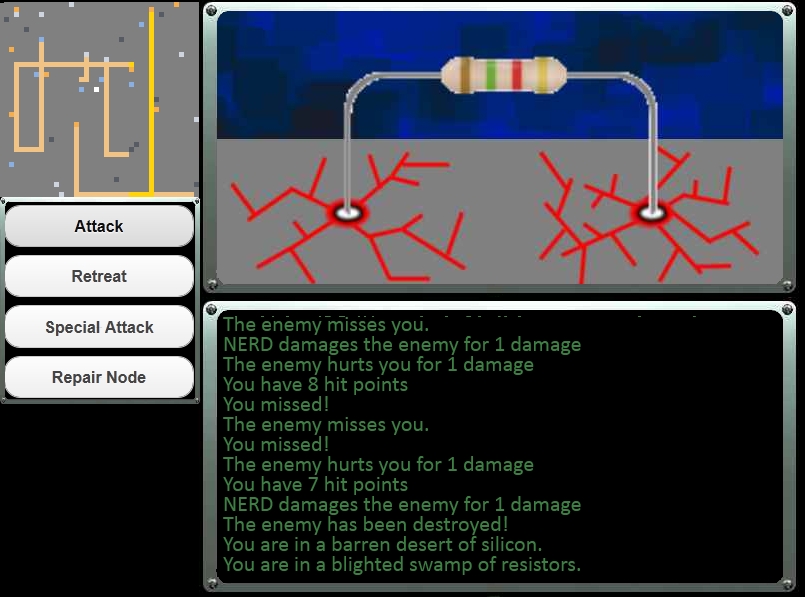 Attack
Retreat
Special Attack
Repair Node
The enemy misses you.
NERD damages the enemy for 1 damage
The enemy hurts you for 1 damage
You have 8 hit points
You missed!
The enemy misses you.
You missed!
The enemy hurts you for 1 damage
You have 7 hit points
NERD damages the enemy for 1 damage
The enemy has been destroyed!
You are in a barren desert of silicon.
You are in a blighted swamp of resistors.